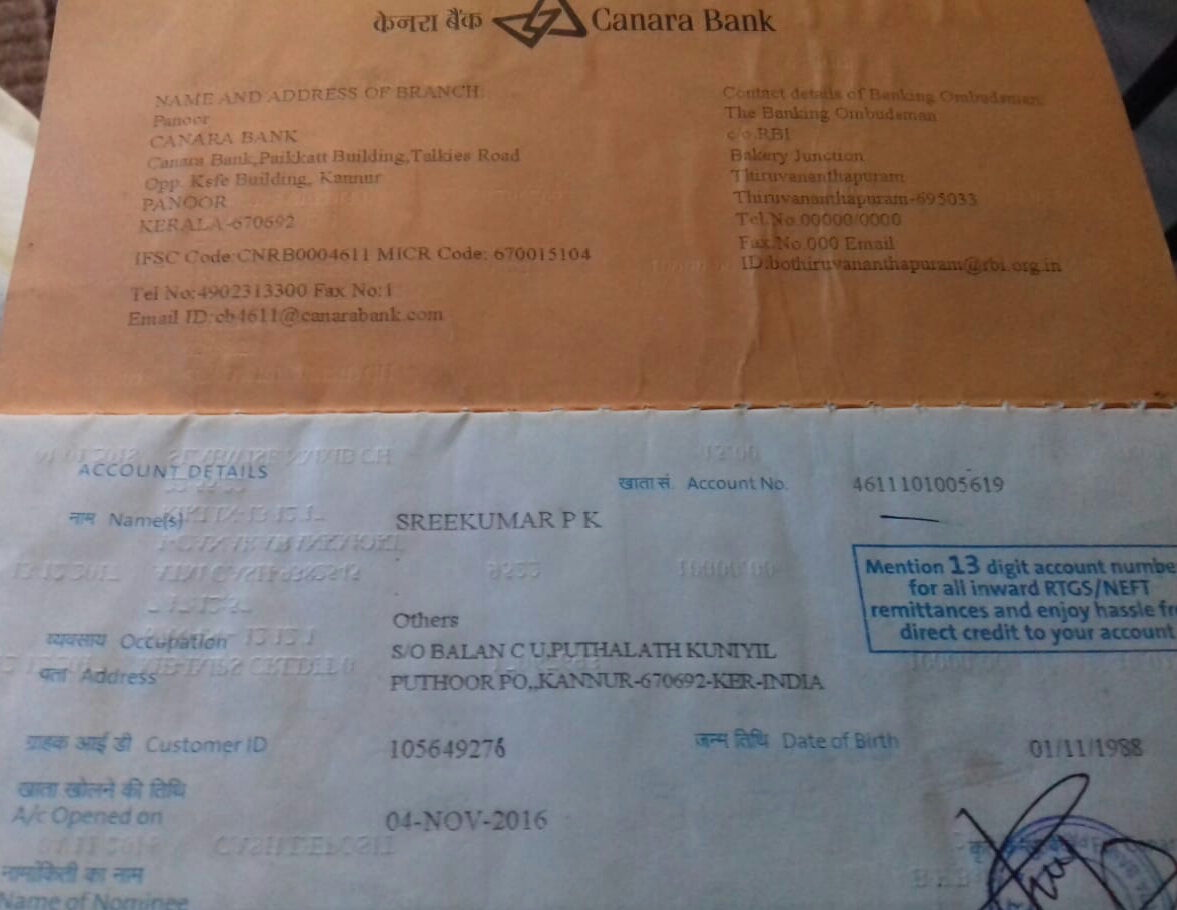 केनरा बैंक Canara Bank
NAME AND ADDRESS OF BRANCH
Panoor
CANARA BANK
Canara Bank,Paikkatt Building,Talkies Road
Opp. Ksfe Building, Kannur
PANOOR
KERALA-670692
IFSC Code:CNRB0004611 MICR Code: 670015104
Tel No:4902313300 Fax No:1
Email ID:cb4611@canarabank.com
Contact details of Banking Ombudsman
The Banking Ombudsman
c/o.RBI
Bakery Junction
Thiruvananthapuram
Thiruvananthapuram-695033
Tel.No.00000/0000
Fax.No.000 Email
ID:bothiruvananthapuram@rbi.org.in
ACCOUNT DETAILS
खाता सं. Account No. 4611101005619
नाम Name(s) SREEKUMAR P K
Mention 13 digit account numbe
for all inward RTGS/NEFT
remittances and enjoy hassle fr
direct credit to your account
व्यवसाय Occupation Others
पता Address S/O BALAN C U,PUTHALATH KUNIYIL
PUTHOOR PO,,KANNUR-670692-KER-INDIA
ग्राहक आई डी Customer ID 105649276
जन्म तिथि Date of Birth 01/11/1988
खाता खोलने की तिथि
A/c Opened on 04-NOV-2016
नामांकिती का नाम
Name of Nominee